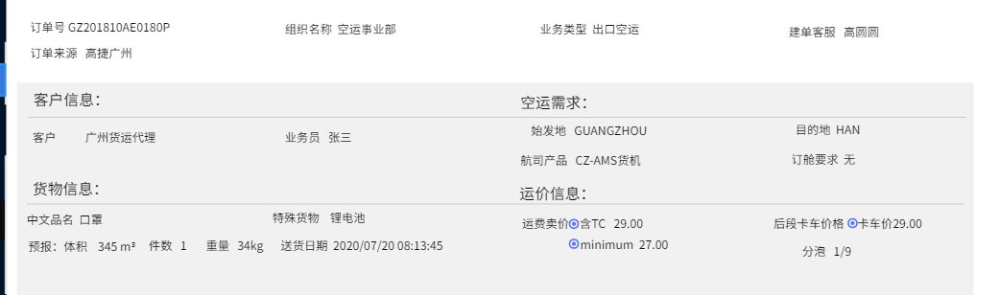 订单号 GZ201810AE0180P 组织名称 空运事业部 业务类型 出口空运 建单客服 高圆圆
订单来源 高捷广州
客户信息： 空运需求：
客户 广州货运代理 业务员 张三 始发地 GUANGZHOU 目的地 HAN
航司产品 CZ-AMS货机 订舱要求 无
货物信息： 运价信息：
中文品名 口罩 特殊货物 锂电池 运费卖价 含TC 29.00 后段卡车价格 卡车价29.00
预报：体积 345 m³ 件数 1 重量 34kg 送货日期 2020/07/20 08:13:45 minimum 27.00
分泡 1/9